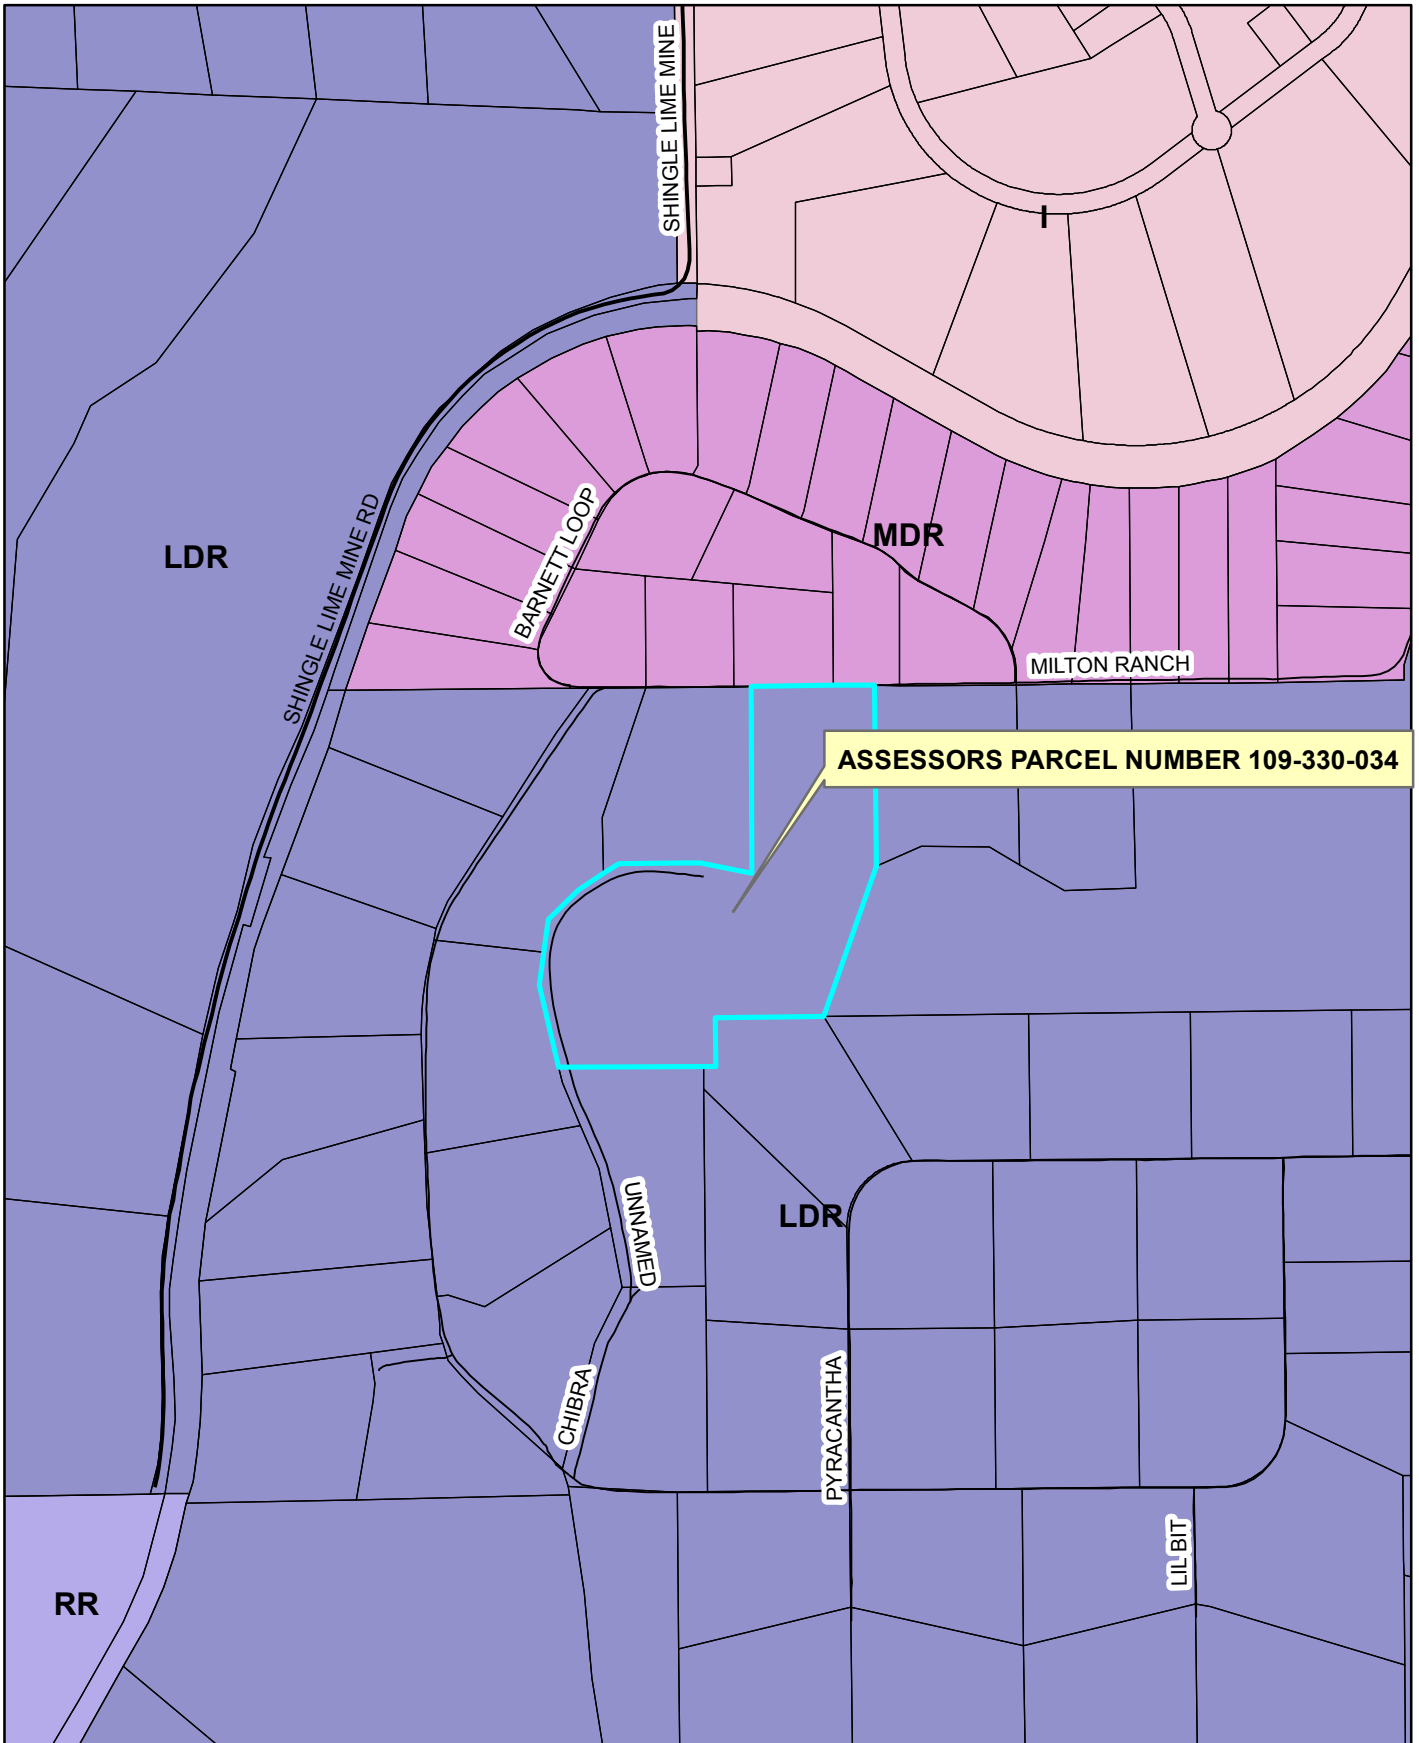 SHINGLE LIME MINE
I
LDR
SHINGLE LIME MINE RD
BARNETT LOOP
MDR
MILTON RANCH
ASSESSORS PARCEL NUMBER 109-330-034
UNNAMED
LDR
CHIBRA
PYRACANTHA
LIL BIT
RR